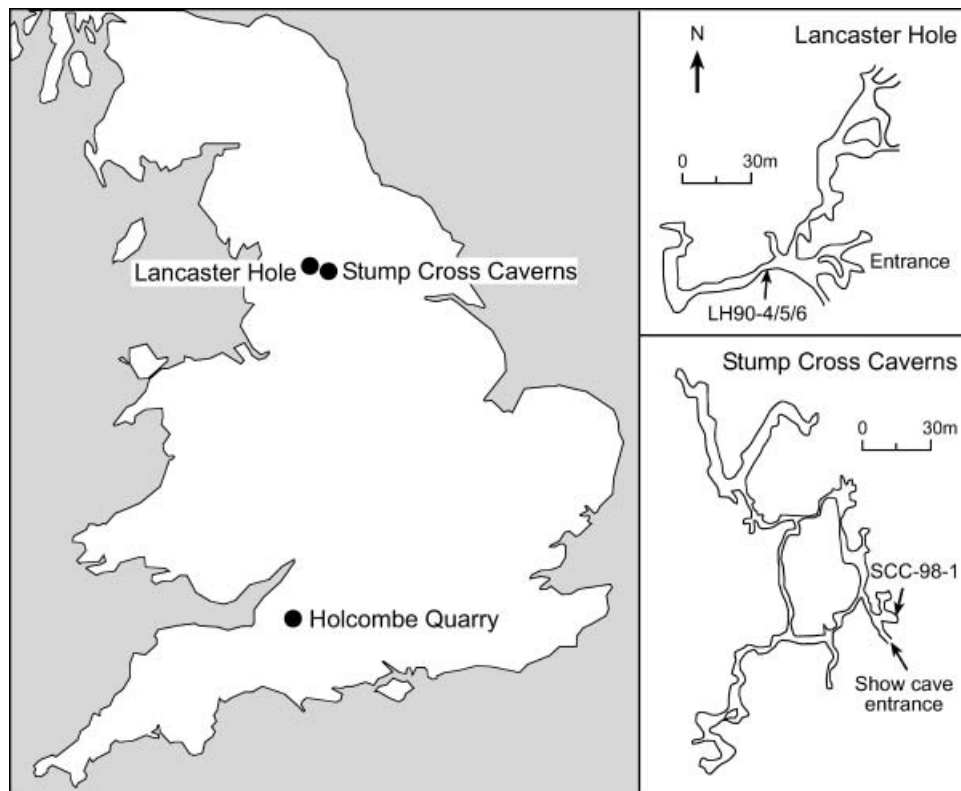 Lancaster Hole
Stump Cross Caverns
Holcombe Quarry
Lancaster Hole
N
0
30m
Entrance
LH90-4/5/6
Stump Cross Caverns
0
30m
SCC-98-1
Show cave
entrance